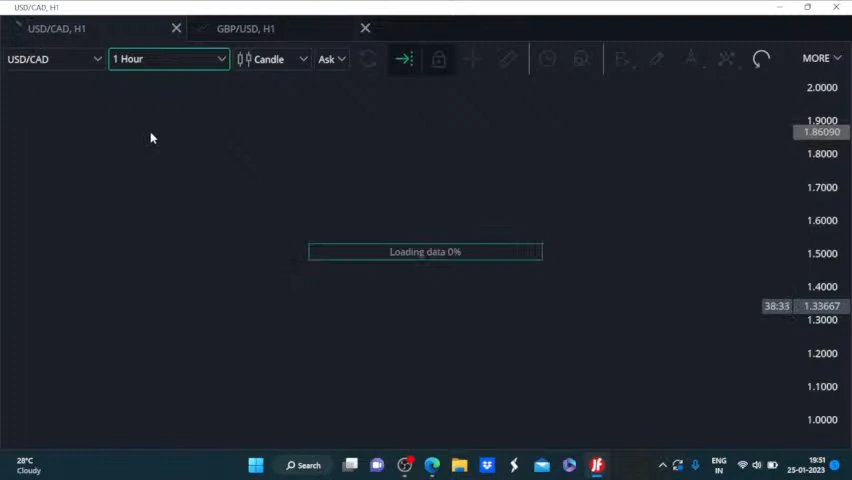 USD/CAD, H1
USD/CAD, H1
GBP/USD, H1
USD/CAD
1 Hour
Candle
Ask
MORE
2.0000
1.9000
1.86090
1.8000
1.7000
1.6000
Loading data 0%
1.5000
1.4000
38:33 1.33667
1.3000
1.2000
1.1000
1.0000
28°C
Cloudy
Search
ENG
IN
19:51
25-01-2023